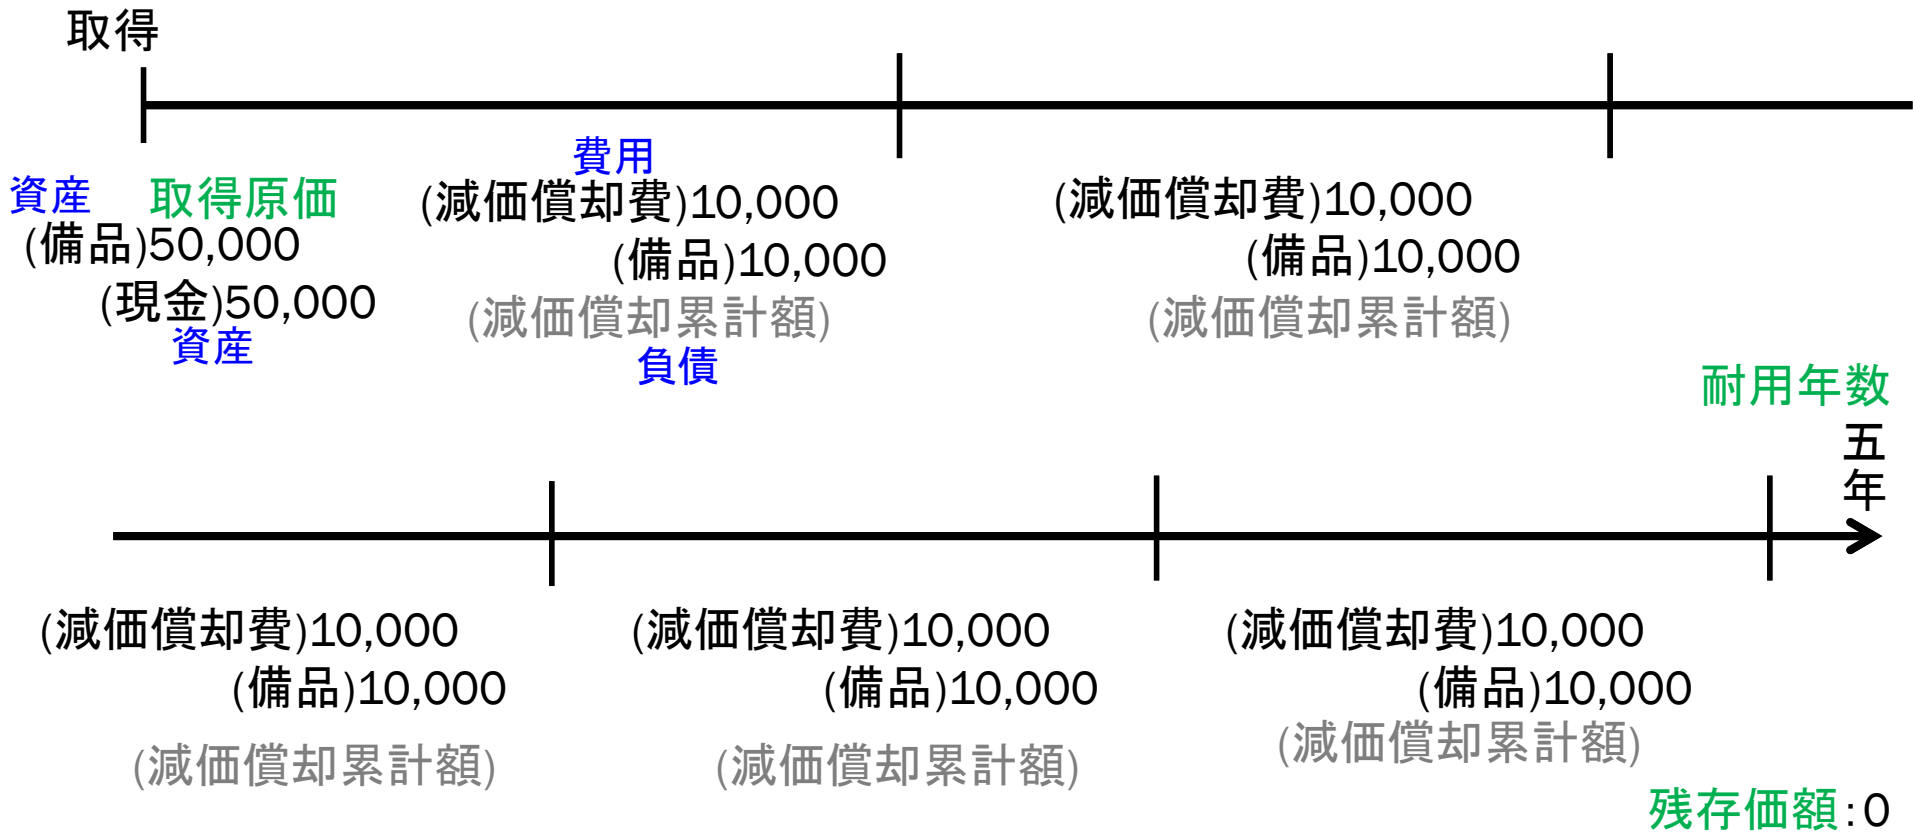 取得
資産 取得原価
(備品)50,000
(現金)50,000
資産
費用
(減価償却費)10,000
(備品)10,000
(減価償却累計額)
負債
(減価償却費)10,000
(備品)10,000
(減価償却累計額)
耐用年数
五年
(減価償却費)10,000
(備品)10,000
(減価償却累計額)
(減価償却費)10,000
(備品)10,000
(減価償却累計額)
(減価償却費)10,000
(備品)10,000
(減価償却累計額)
残存価額:0